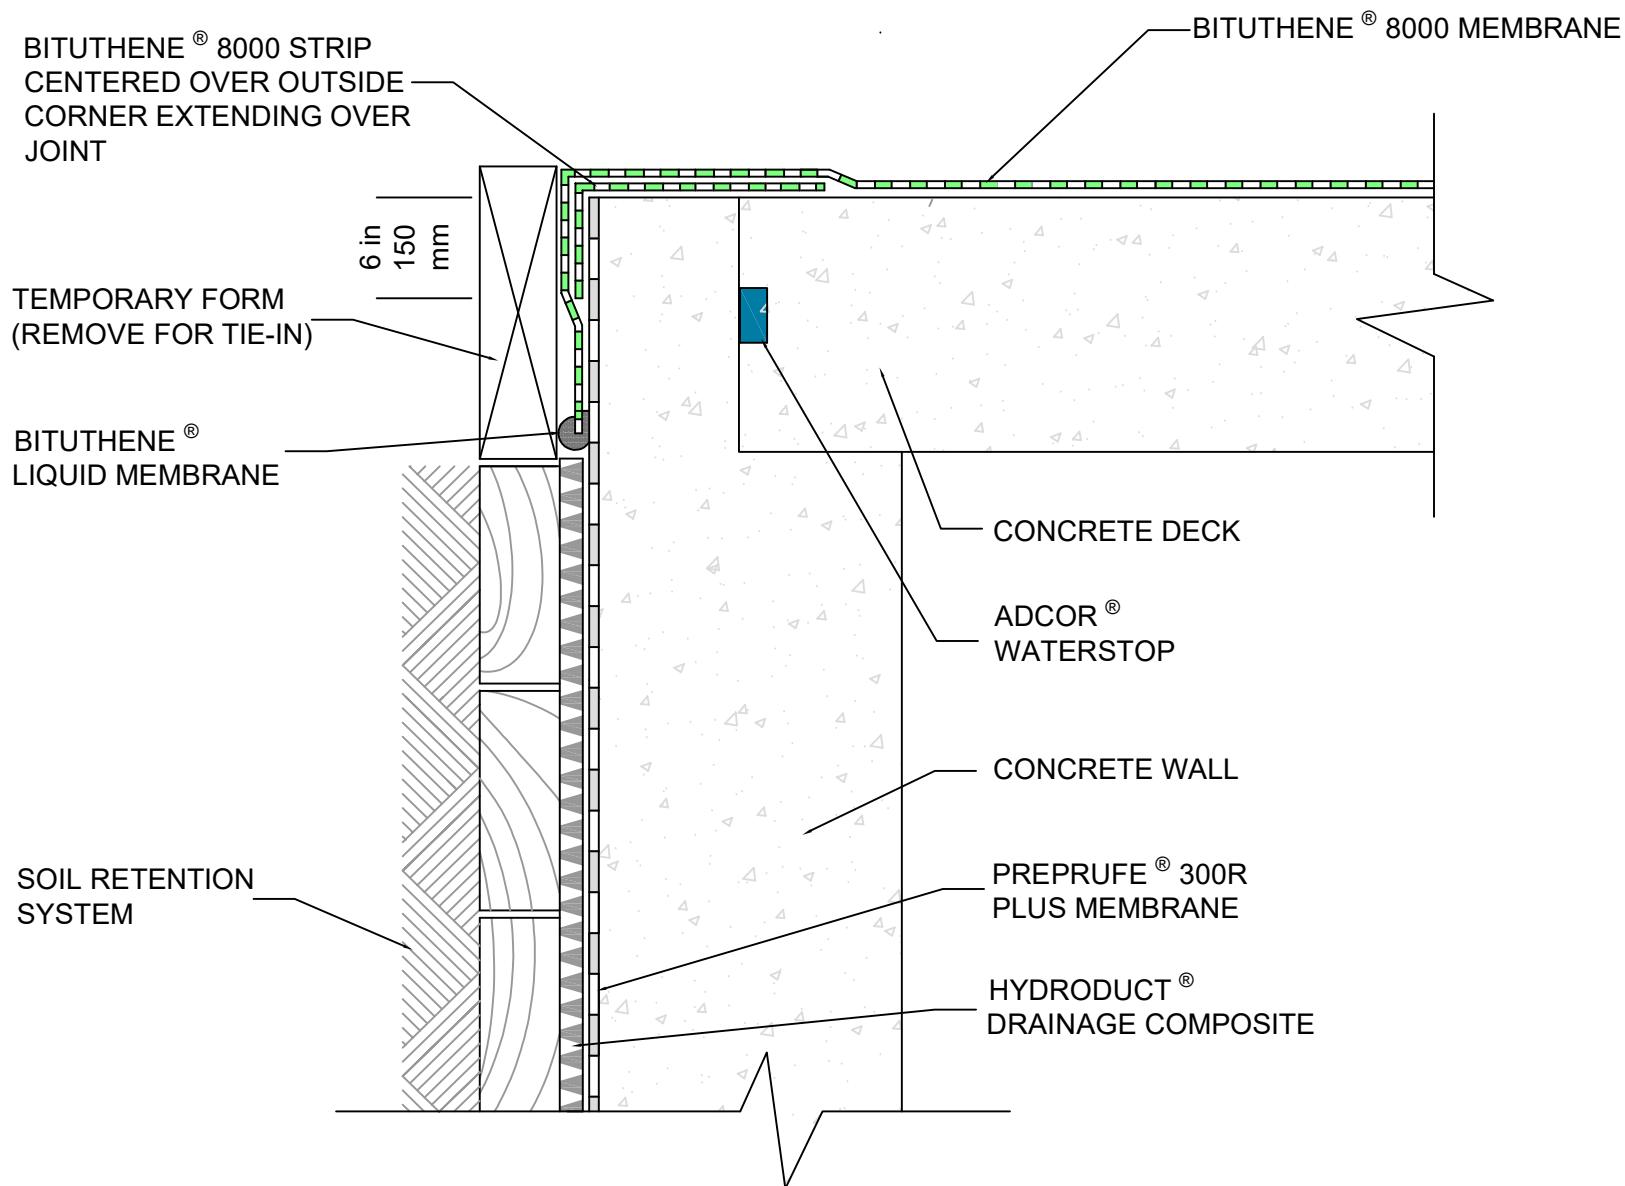 BITUTHENE ® 8000 STRIP
CENTERED OVER OUTSIDE
CORNER EXTENDING OVER
JOINT
BITUTHENE ® 8000 MEMBRANE
6 in
150
mm
TEMPORARY FORM
(REMOVE FOR TIE-IN)
BITUTHENE ®
LIQUID MEMBRANE
CONCRETE DECK
ADCOR ®
WATERSTOP
CONCRETE WALL
SOIL RETENTION
SYSTEM
PREPRUFE ® 300R
PLUS MEMBRANE
HYDRODUCT ®
DRAINAGE COMPOSITE